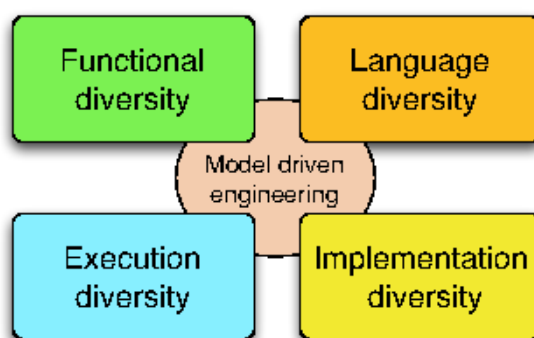 Functional
diversity
Language
diversity
Model driven
engineering
Execution
diversity
Implementation
diversity